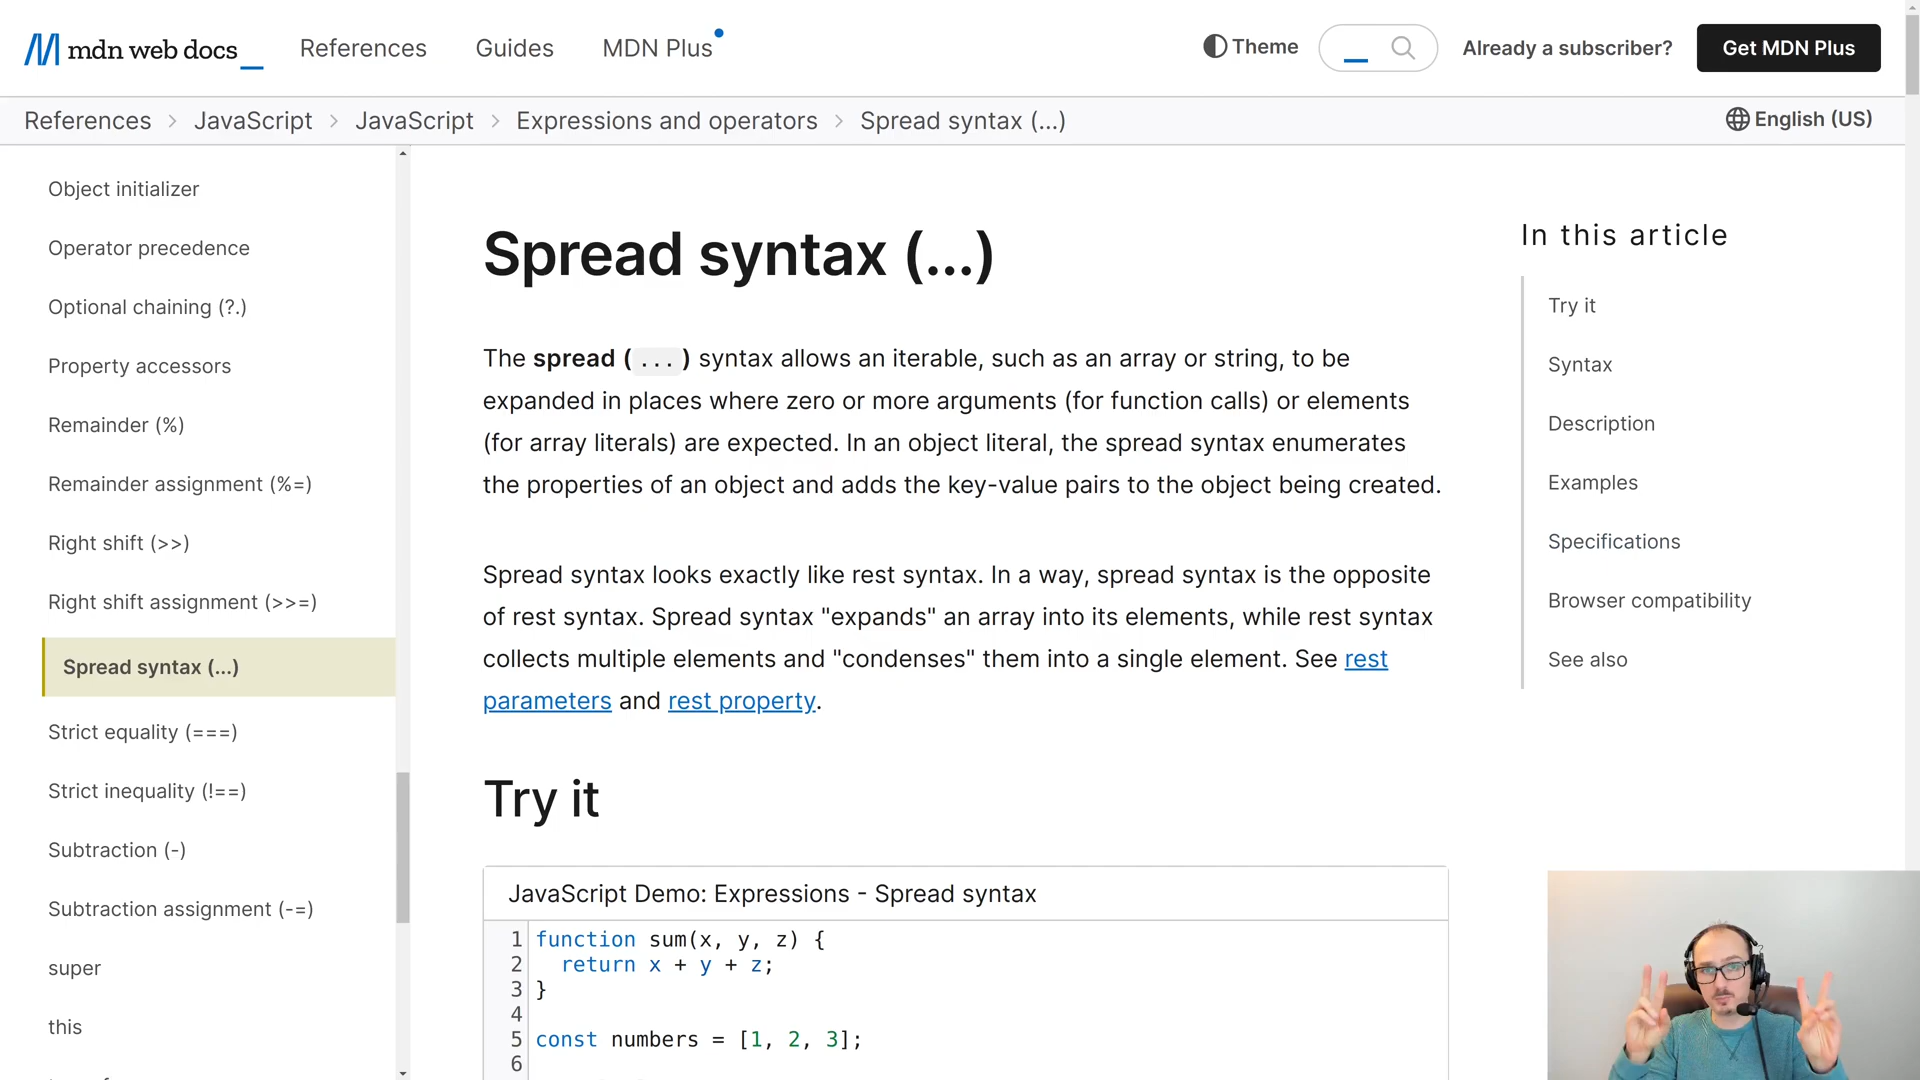 mdn web docs_
References
Guides
MDN Plus
Theme
Already a subscriber?
Get MDN Plus
References > JavaScript > JavaScript > Expressions and operators > Spread syntax (...)
English (US)
Object initializer
Operator precedence
Optional chaining (?.)
Property accessors
Remainder (%)
Remainder assignment (%=)
Right shift (>>)
Right shift assignment (>>=)
Spread syntax (...)
Strict equality (===)
Strict inequality (!==)
Subtraction (-)
Subtraction assignment (-=)
super
this
Spread syntax (...)
The spread (...) syntax allows an iterable, such as an array or string, to be
expanded in places where zero or more arguments (for function calls) or elements
(for array literals) are expected. In an object literal, the spread syntax enumerates
the properties of an object and adds the key-value pairs to the object being created.
Spread syntax looks exactly like rest syntax. In a way, spread syntax is the opposite
of rest syntax. Spread syntax "expands" an array into its elements, while rest syntax
collects multiple elements and "condenses" them into a single element. See rest
parameters and rest property.
Try it
JavaScript Demo: Expressions - Spread syntax
1 function sum(x, y, z) {
2 return x + y + z;
3 }
4
5 const numbers = [1, 2, 3];
6
In this article
Try it
Syntax
Description
Examples
Specifications
Browser compatibility
See also